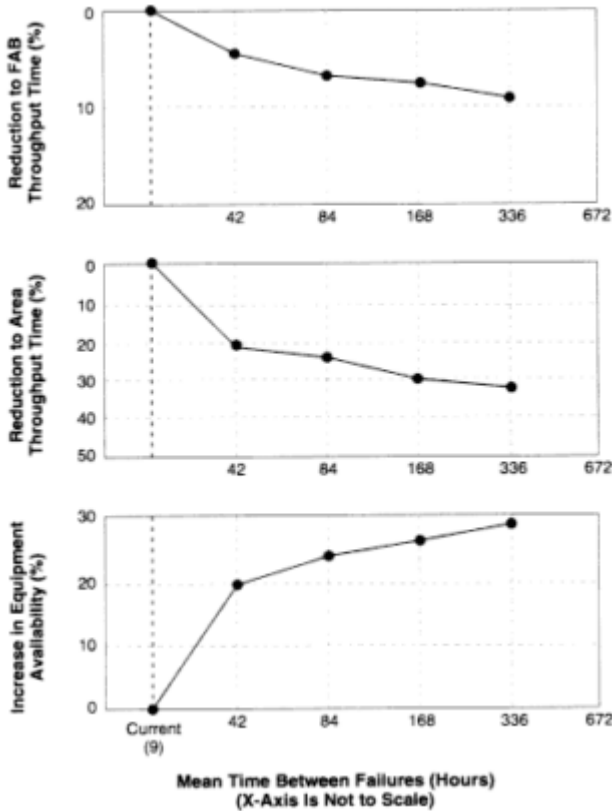 Reduction to FAB
Throughput Time (%)
0
10
20
42 84 168 336 672
Reduction to Area
Throughput Time (%)
0
10
20
30
40
50
42 84 168 336 672
Increase in Equipment
Availability (%)
30
20
10
0
Current
(9)
42 84 168 336 672
Mean Time Between Failures (Hours)
(X-Axis Is Not to Scale)